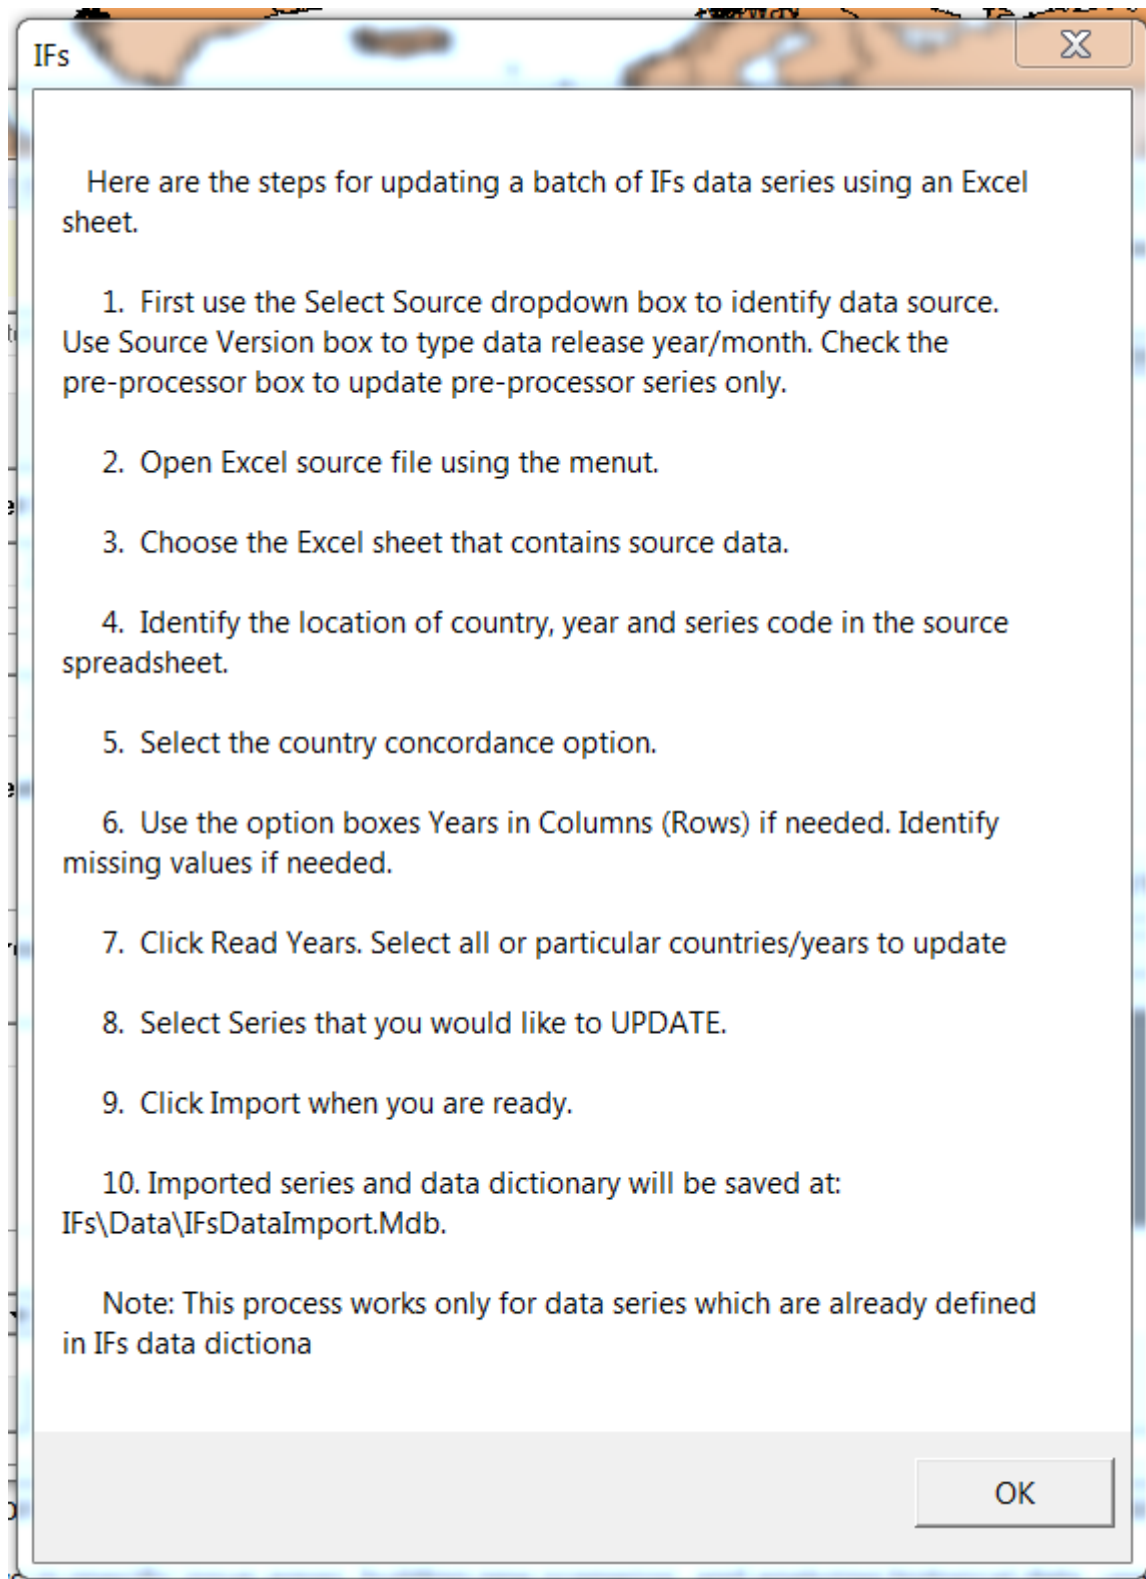 IFs
Here are the steps for updating a batch of IFs data series using an Excel
sheet.
1. First use the Select Source dropdown box to identify data source.
Use Source Version box to type data release year/month. Check the
pre-processor box to update pre-processor series only.
2. Open Excel source file using the menut.
3. Choose the Excel sheet that contains source data.
4. Identify the location of country, year and series code in the source
spreadsheet.
5. Select the country concordance option.
6. Use the option boxes Years in Columns (Rows) if needed. Identify
missing values if needed.
7. Click Read Years. Select all or particular countries/years to update
8. Select Series that you would like to UPDATE.
9. Click Import when you are ready.
10. Imported series and data dictionary will be saved at:
IFs\Data\IFsDataImport.Mdb.
Note: This process works only for data series which are already defined
in IFs data dictiona
OK